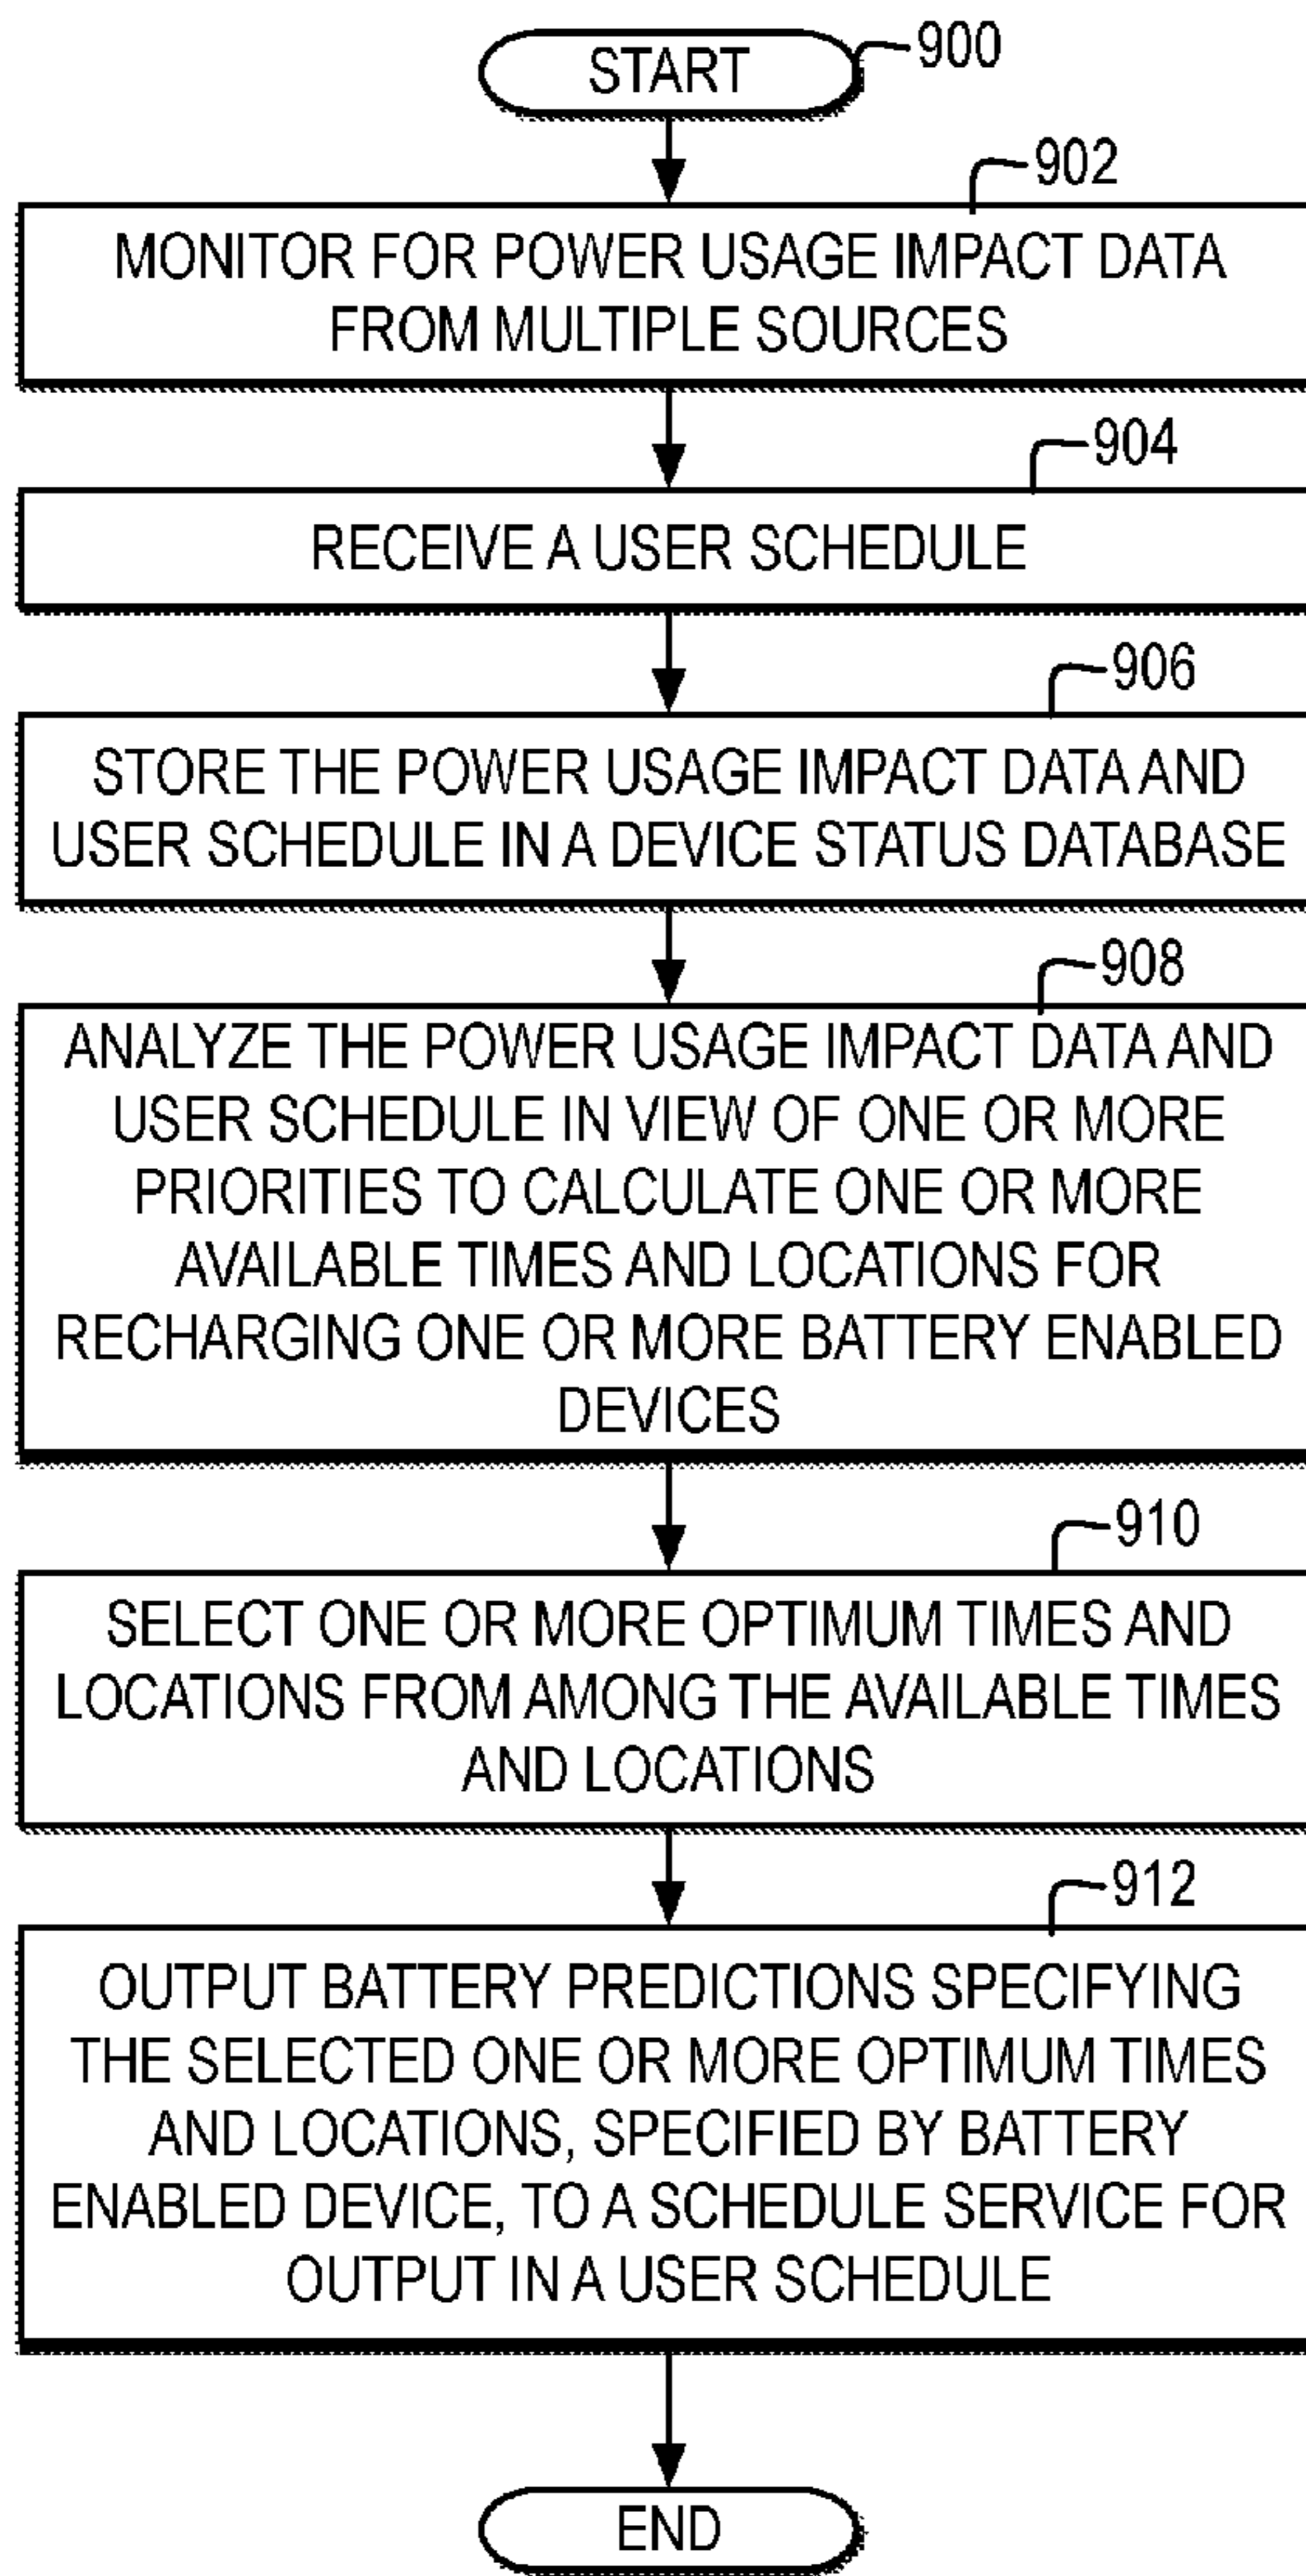 START
900
902
MONITOR FOR POWER USAGE IMPACT DATA
FROM MULTIPLE SOURCES
904
RECEIVE A USER SCHEDULE
906
STORE THE POWER USAGE IMPACT DATA AND
USER SCHEDULE IN A DEVICE STATUS DATABASE
908
ANALYZE THE POWER USAGE IMPACT DATA AND
USER SCHEDULE IN VIEW OF ONE OR MORE
PRIORITIES TO CALCULATE ONE OR MORE
AVAILABLE TIMES AND LOCATIONS FOR
RECHARGING ONE OR MORE BATTERY ENABLED
DEVICES
910
SELECT ONE OR MORE OPTIMUM TIMES AND
LOCATIONS FROM AMONG THE AVAILABLE TIMES
AND LOCATIONS
912
OUTPUT BATTERY PREDICTIONS SPECIFYING
THE SELECTED ONE OR MORE OPTIMUM TIMES
AND LOCATIONS, SPECIFIED BY BATTERY
ENABLED DEVICE, TO A SCHEDULE SERVICE FOR
OUTPUT IN A USER SCHEDULE
END